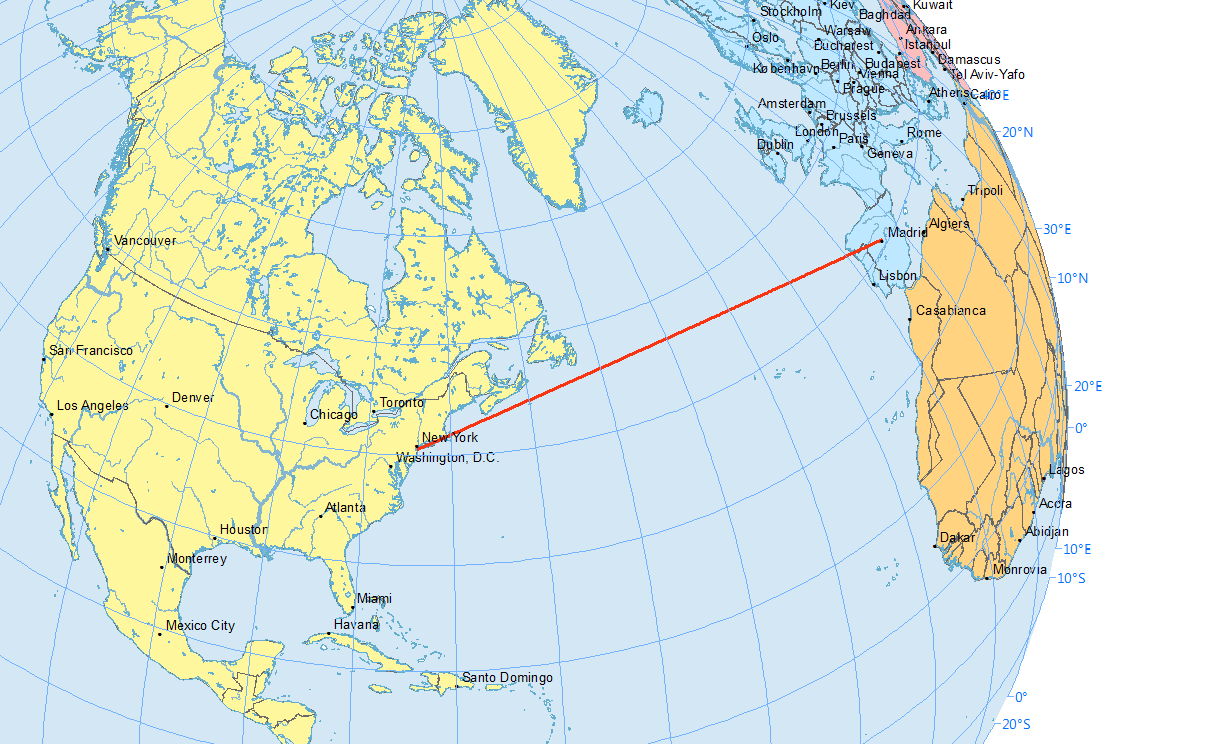 Kuwait
Kiev
Stockholm
Baghdad
Ankara
Warsaw
Oslo
Istanbul
Bucharest
Damascus
Berlin
Budapest
København
Vienna
Tel Aviv-Yafo
Prague
Athens
Cairo
40°E
Amsterdam
Brussels
20°N
London
Rome
Paris
Dublin
Geneva
Tripoli
Algiers
30°E
Madrid
Vancouver
Lisbon
10°N
Casabianca
San Francisco
20°E
Denver
Toronto
Los Angeles
Chicago
0°
New York
Washington, D.C.
Lagos
Accra
Atlanta
Houston
Abidjan
Dakar
10°E
Monterrey
Monrovia
10°S
Miami
Havana
Mexico City
Santo Domingo
0°
20°S